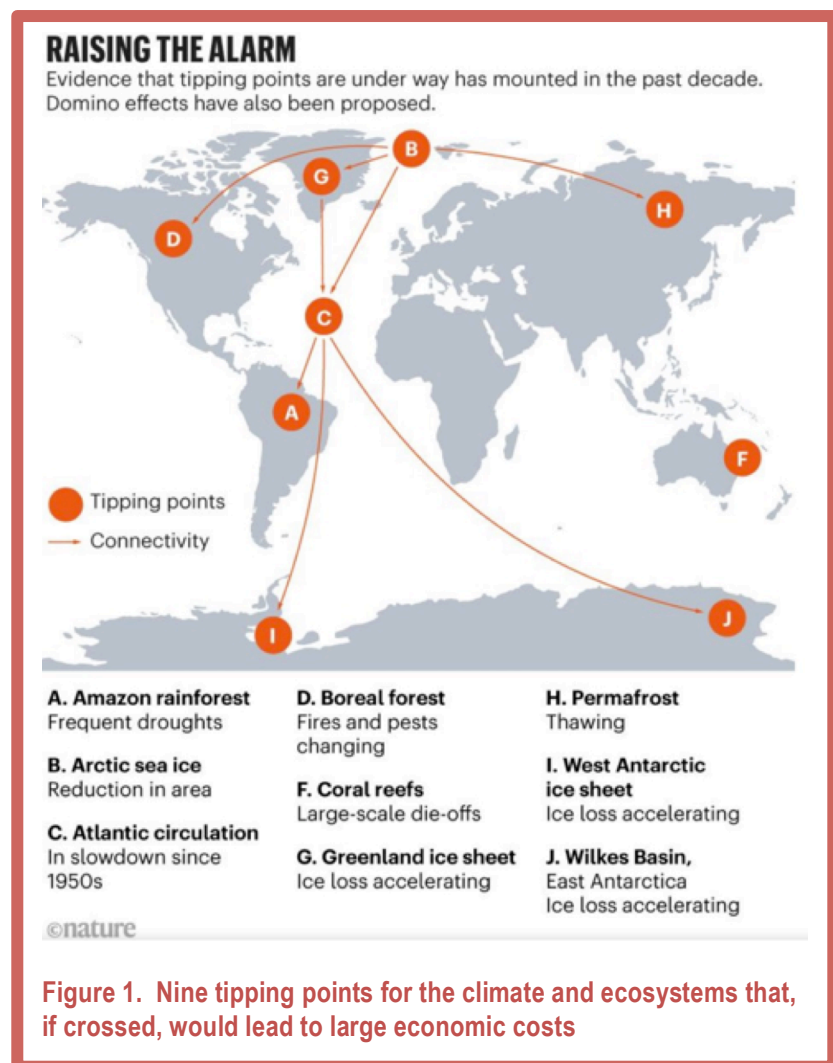 RAISING THE ALARM
Evidence that tipping points are under way has mounted in the past decade.
Domino effects have also been proposed.
B
G
H
D
C
A
F
Tipping points
Connectivity
J
I
A. Amazon rainforest
Frequent droughts
B. Arctic sea ice
Reduction in area
C. Atlantic circulation
In slowdown since
1950s
D. Boreal forest
Fires and pests
changing
F. Coral reefs
Large-scale die-offs
G. Greenland ice sheet
Ice loss accelerating
H. Permafrost
Thawing
I. West Antarctic
ice sheet
Ice loss accelerating
J. Wilkes Basin,
East Antarctica
Ice loss accelerating
©nature
Figure 1. Nine tipping points for the climate and ecosystems that,
if crossed, would lead to large economic costs